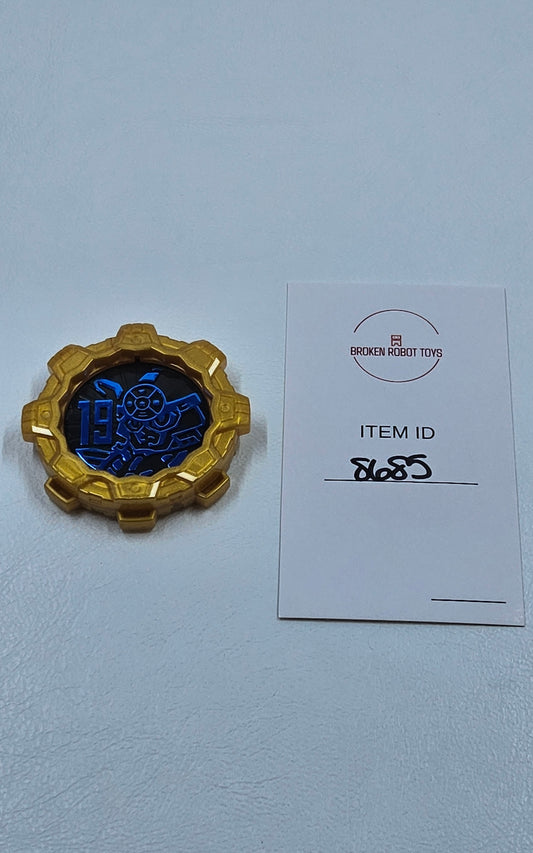 19
BROKEN ROBOT TOYS
ITEM ID
8685